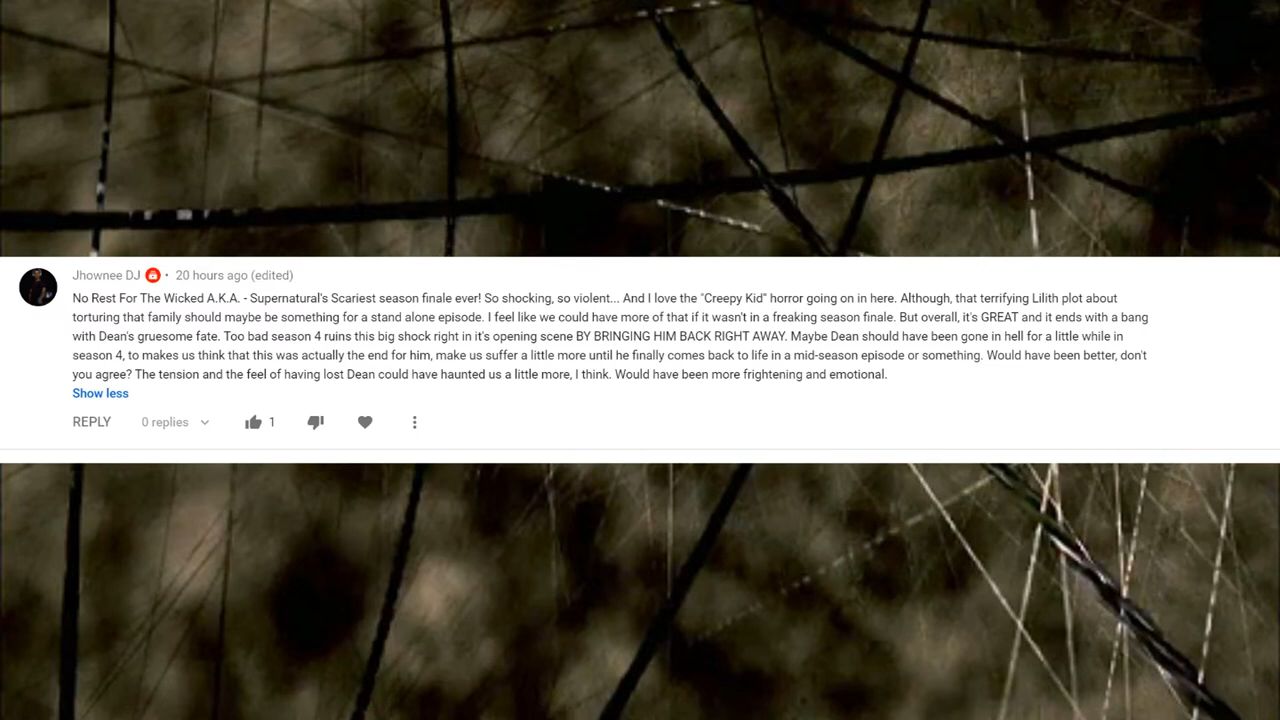 Jhownee DJ • 20 hours ago (edited)
No Rest For The Wicked A.K.A. - Supernatural's Scariest season finale ever! So shocking, so violent... And I love the "Creepy Kid" horror going on in here. Although, that terrifying Lilith plot about
torturing that family should maybe be something for a stand alone episode. I feel like we could have more of that if it wasn't in a freaking season finale. But overall, it's GREAT and it ends with a bang
with Dean's gruesome fate. Too bad season 4 ruins this big shock right in it's opening scene BY BRINGING HIM BACK RIGHT AWAY. Maybe Dean should have been gone in hell for a little while in
season 4, to makes us think that this was actually the end for him, make us suffer a little more until he finally comes back to life in a mid-season episode or something. Would have been better, don't
you agree? The tension and the feel of having lost Dean could have haunted us a little more, I think. Would have been more frightening and emotional.
Show less
REPLY 0 replies 1